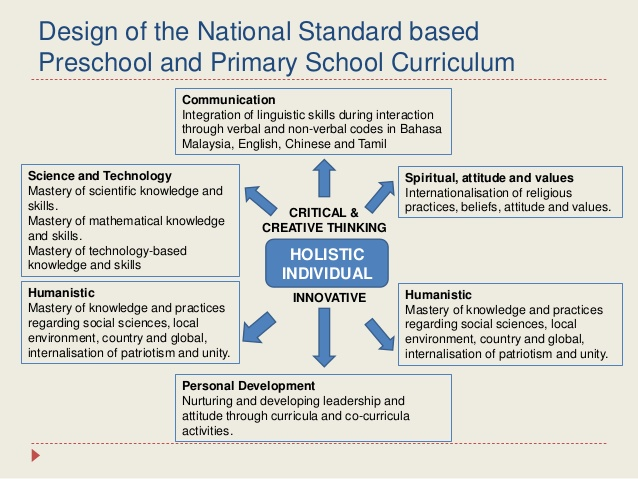 Design of the National Standard based
Preschool and Primary School Curriculum
Communication
Integration of linguistic skills during interaction
through verbal and non-verbal codes in Bahasa
Malaysia, English, Chinese and Tamil
Science and Technology
Mastery of scientific knowledge and
skills.
Mastery of mathematical knowledge
and skills.
Mastery of technology-based
knowledge and skills
Spiritual, attitude and values
Internationalisation of religious
practices, beliefs, attitude and values.
CRITICAL &
CREATIVE THINKING
HOLISTIC
INDIVIDUAL
INNOVATIVE
Humanistic
Mastery of knowledge and practices
regarding social sciences, local
environment, country and global,
internalisation of patriotism and unity.
Humanistic
Mastery of knowledge and practices
regarding social sciences, local
environment, country and global,
internalisation of patriotism and unity.
Personal Development
Nurturing and developing leadership and
attitude through curricula and co-curricula
activities.